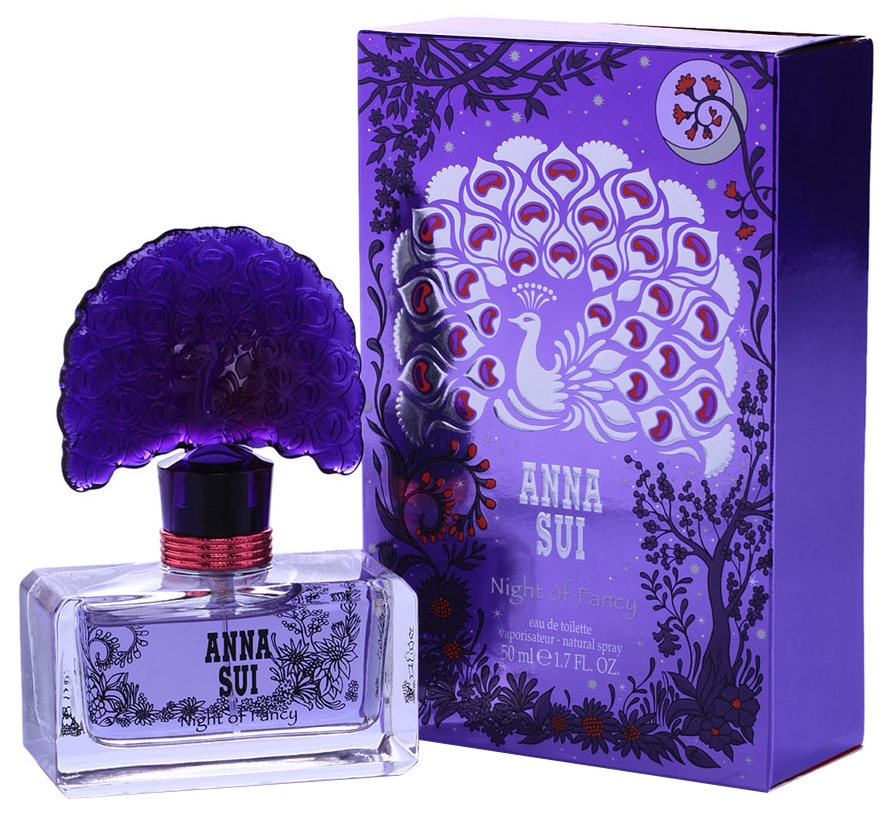 ANNA
SUI
Night of Fancy
eau de toilette
vaporisateur · natural spray
50 ml ℮ 1.7 FL. OZ.
ANNA
SUI
Night of Fancy